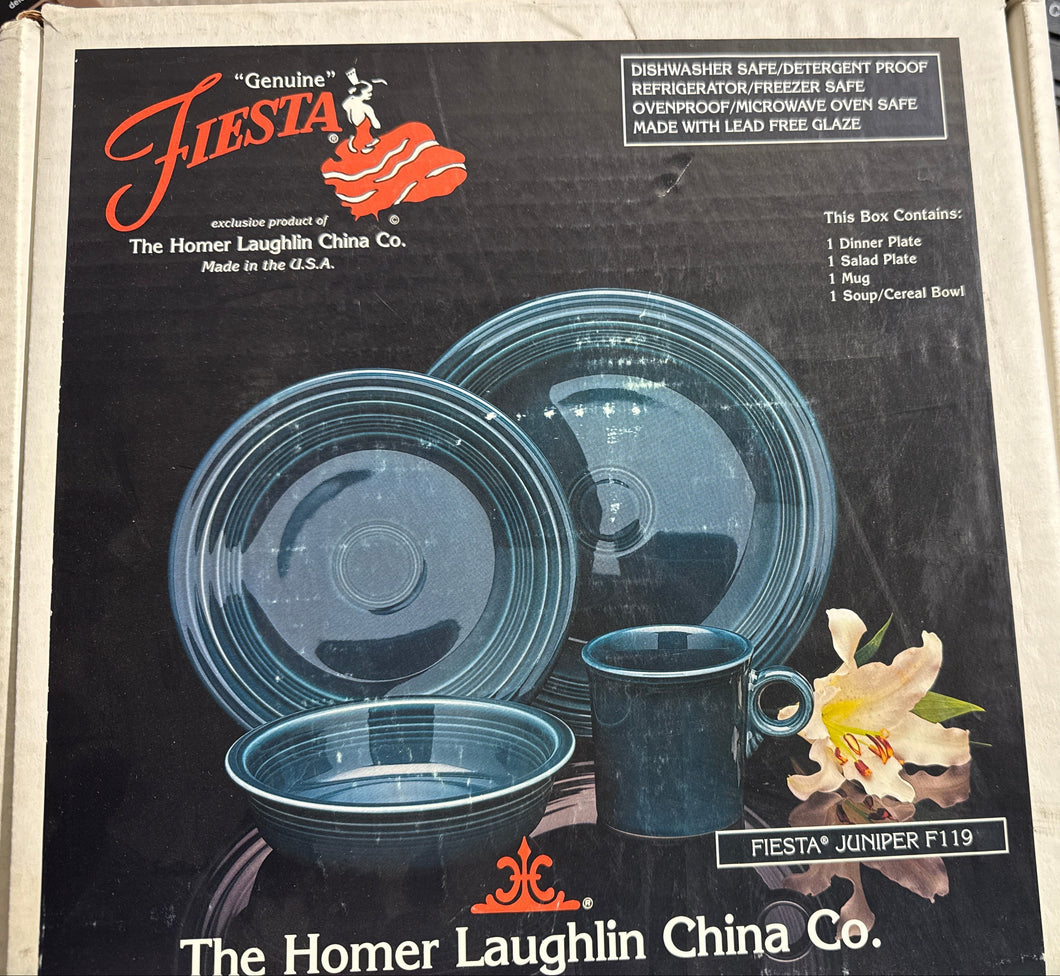 "Genuine"
FIESTA®
©
exclusive product of
The Homer Laughlin China Co.
Made in the U.S.A.
DISHWASHER SAFE/DETERGENT PROOF
REFRIGERATOR/FREEZER SAFE
OVENPROOF/MICROWAVE OVEN SAFE
MADE WITH LEAD FREE GLAZE
This Box Contains:
1 Dinner Plate
1 Salad Plate
1 Mug
1 Soup/Cereal Bowl
FIESTA® JUNIPER F119
®
The Homer Laughlin China Co.